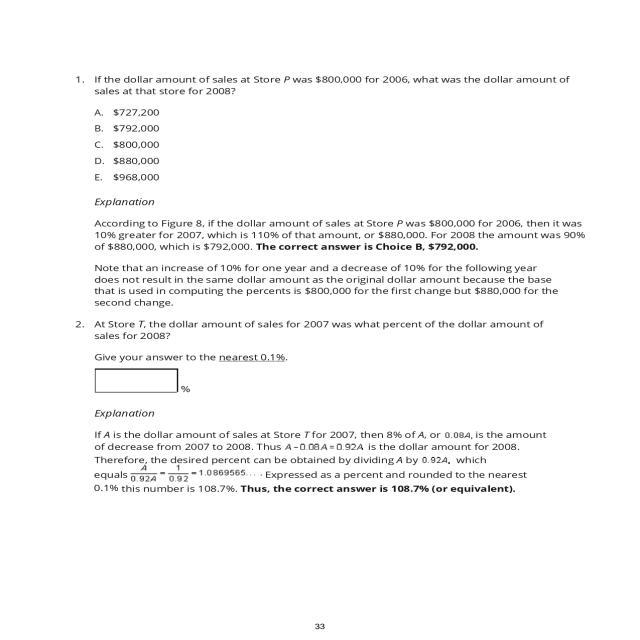 1. If the dollar amount of sales at Store P was $800,000 for 2006, what was the dollar amount of
sales at that store for 2008?
A. $727,200
B. $792,000
C. $800,000
D. $880,000
E. $968,000
Explanation
According to Figure 8, if the dollar amount of sales at Store P was $800,000 for 2006, then it was
10% greater for 2007, which is 110% of that amount, or $880,000. For 2008 the amount was 90%
of $880,000, which is $792,000. The correct answer is Choice B, $792,000.
Note that an increase of 10% for one year and a decrease of 10% for the following year
does not result in the same dollar amount as the original dollar amount because the base
that is used in computing the percents is $800,000 for the first change but $880,000 for the
second change.
2. At Store T, the dollar amount of sales for 2007 was what percent of the dollar amount of
sales for 2008?
Give your answer to the nearest 0.1%.
%
Explanation
If A is the dollar amount of sales at Store T for 2007, then 8% of A, or 0.08A, is the amount
of decrease from 2007 to 2008. Thus A − 0.08A = 0.92A is the dollar amount for 2008.
Therefore, the desired percent can be obtained by dividing A by 0.92A, which
equals A/0.92A = 1/0.92 = 1.0869565.... Expressed as a percent and rounded to the nearest
0.1% this number is 108.7%. Thus, the correct answer is 108.7% (or equivalent).
33